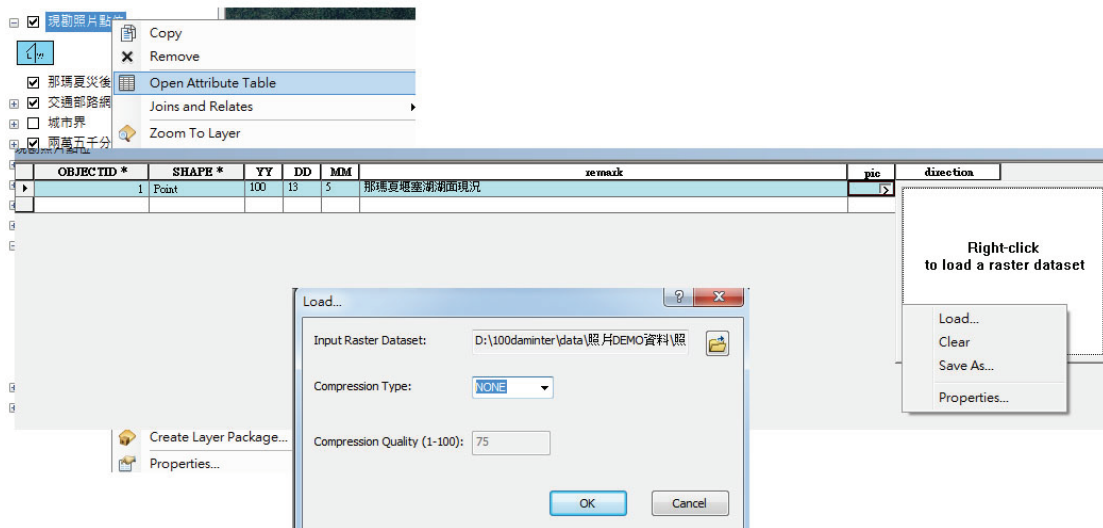 現勘照片點位
Copy
Remove
那瑪夏災後
Open Attribute Table
交通部路網
Joins and Relates
城市界
Zoom To Layer
兩萬五千分
OBJECTID * SHAPE * YY DD MM remark pic direction
1 Point 100 13 5 那瑪夏堰塞湖湖面現況
Right-click
to load a raster dataset
Load...
Clear
Save As...
Properties...
Load...
Input Raster Dataset: D:\100daminter\data\照片DEMO資料\照
Compression Type: NONE
Compression Quality (1-100): 75
OK Cancel
Create Layer Package...
Properties...